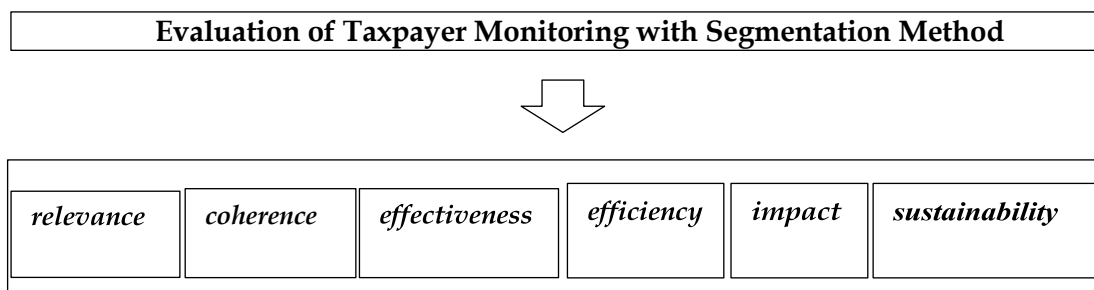 Evaluation of Taxpayer Monitoring with Segmentation Method
relevance coherence effectiveness efficiency impact sustainability